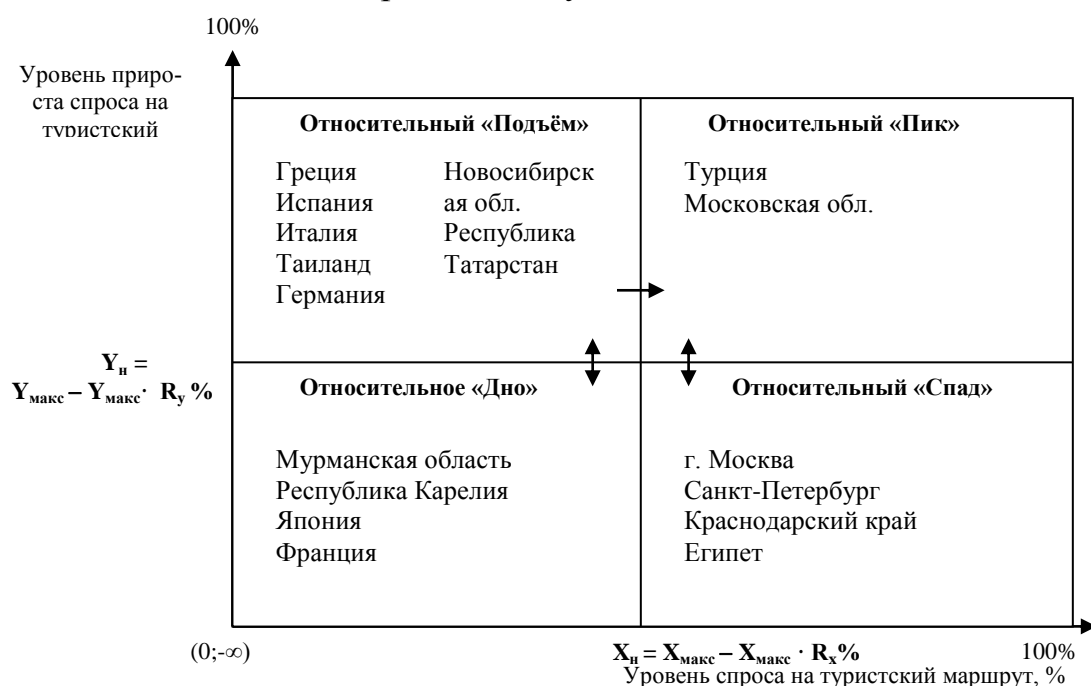 100%
Уровень приро-
ста спроса на
туристский
Относительный «Подъём»
Греция
Испания
Италия
Таиланд
Германия
Новосибирск
ая обл.
Республика
Татарстан
Относительный «Пик»
Турция
Московская обл.
Yн =
Yмакс – Yмакс · Rу %
Относительное «Дно»
Мурманская область
Республика Карелия
Япония
Франция
Относительный «Спад»
г. Москва
Санкт-Петербург
Краснодарский край
Египет
(0;-∞)
Xн = Xмакс – Xмакс · Rх%
100%
Уровень спроса на туристский маршрут, %